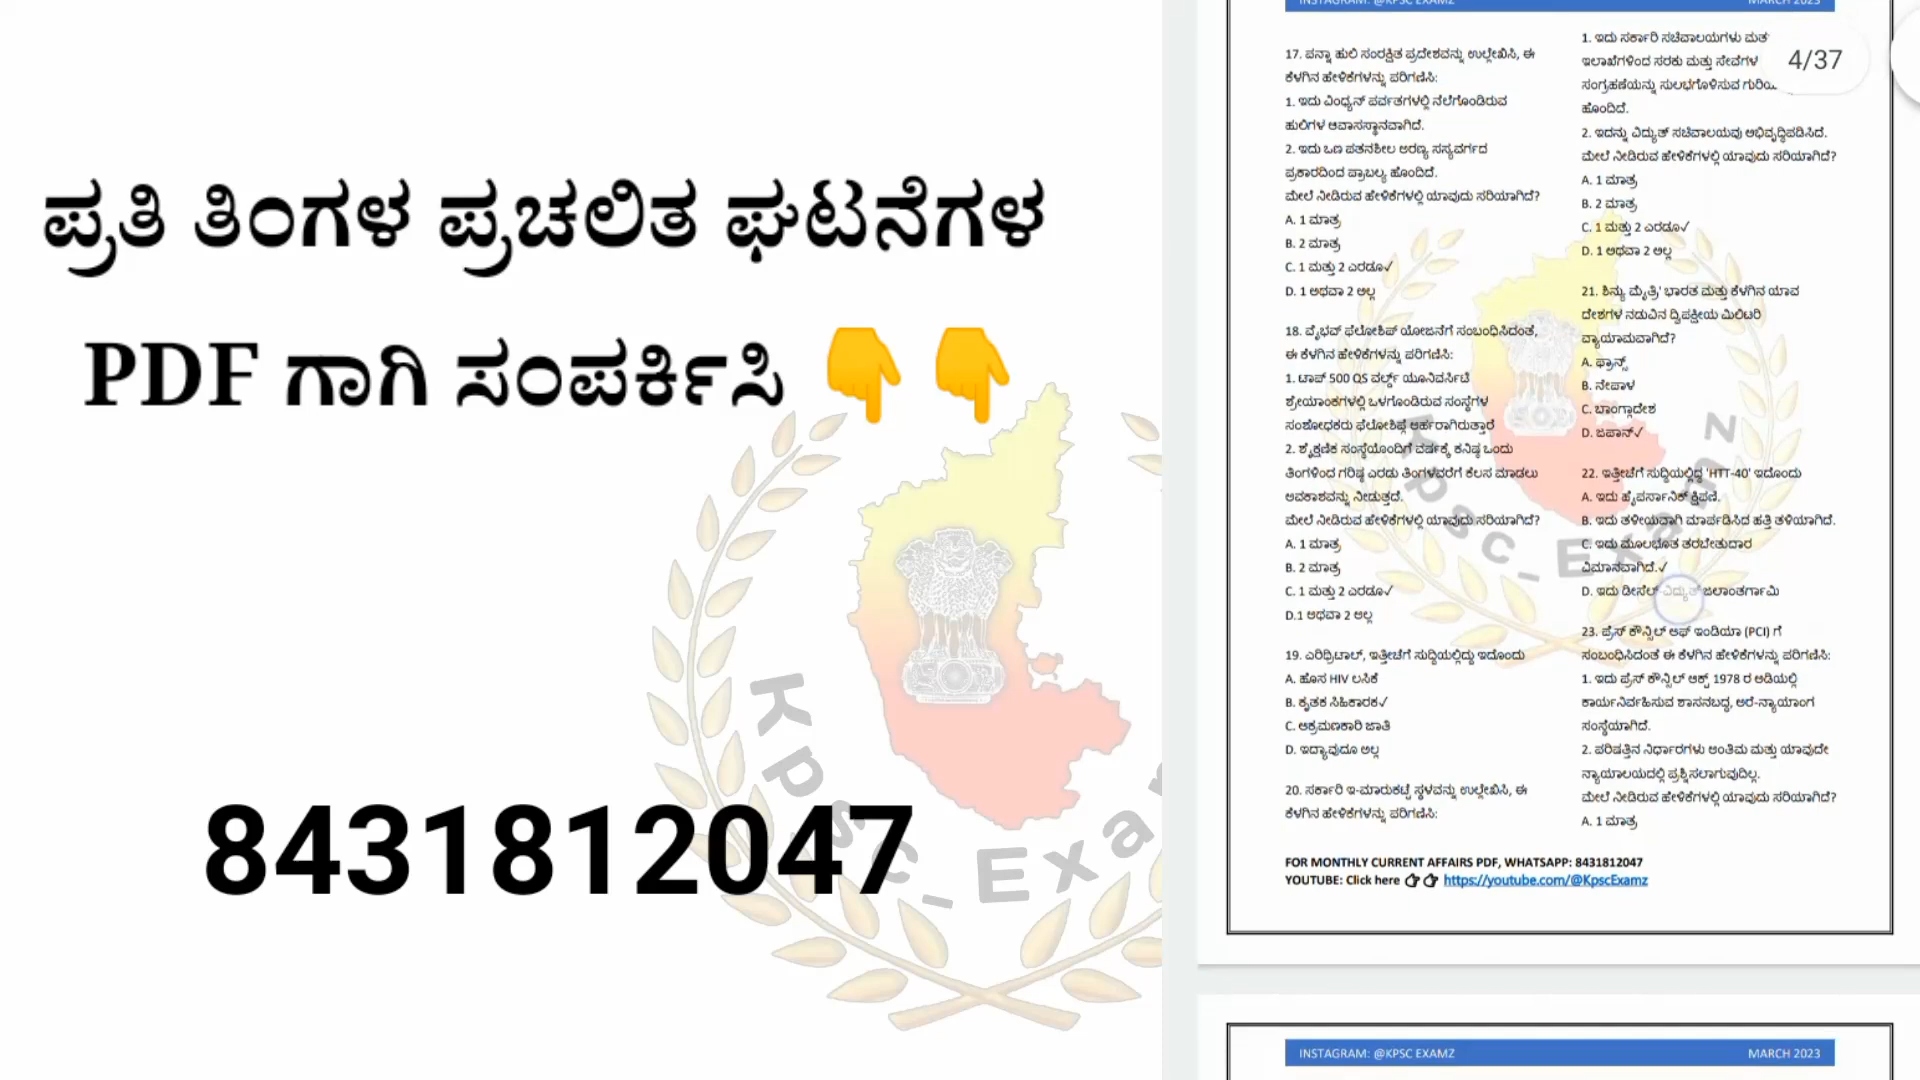 ಪ್ರತಿ ತಿಂಗಳ ಪ್ರಚಲಿತ ಘಟನೆಗಳ
PDF ಗಾಗಿ ಸಂಪರ್ಕಿಸಿ 👇👇
8431812047
INSTAGRAM: @KPSC EXAMZ MARCH 2023
17. ಪನ್ನಾ ಹುಲಿ ಸಂರಕ್ಷಿತ ಪ್ರದೇಶವನ್ನು ಉಲ್ಲೇಖಿಸಿ, ಈ
ಕೆಳಗಿನ ಹೇಳಿಕೆಗಳನ್ನು ಪರಿಗಣಿಸಿ:
1. ಇದು ವಿಂಧ್ಯನ್ ಪರ್ವತಗಳಲ್ಲಿ ನೆಲೆಗೊಂಡಿರುವ
ಹುಲಿಗಳ ಆವಾಸಸ್ಥಾನವಾಗಿದೆ.
2. ಇದು ಒಣ ಪತನಶೀಲ ಅರಣ್ಯ ಸಸ್ಯವರ್ಗದ
ಪ್ರಕಾರದಿಂದ ಪ್ರಾಬಲ್ಯ ಹೊಂದಿದೆ.
ಮೇಲೆ ನೀಡಿರುವ ಹೇಳಿಕೆಗಳಲ್ಲಿ ಯಾವುದು ಸರಿಯಾಗಿದೆ?
A. 1 ಮಾತ್ರ
B. 2 ಮಾತ್ರ
C. 1 ಮತ್ತು 2 ಎರಡೂ✓
D. 1 ಅಥವಾ 2 ಅಲ್ಲ
18. ವೈಭವ್ ಫೆಲೋಶಿಪ್ ಯೋಜನೆಗೆ ಸಂಬಂಧಿಸಿದಂತೆ,
ಈ ಕೆಳಗಿನ ಹೇಳಿಕೆಗಳನ್ನು ಪರಿಗಣಿಸಿ:
1. ಟಾಪ್ 500 QS ವರ್ಲ್ಡ್ ಯೂನಿವರ್ಸಿಟಿ
ಶ್ರೇಯಾಂಕಗಳಲ್ಲಿ ಒಳಗೊಂಡಿರುವ ಸಂಸ್ಥೆಗಳ
ಸಂಶೋಧಕರು ಫೆಲೋಶಿಪ್ಗೆ ಅರ್ಹರಾಗಿರುತ್ತಾರೆ
2. ಶೈಕ್ಷಣಿಕ ಸಂಸ್ಥೆಯೊಂದಿಗೆ ವರ್ಷಕ್ಕೆ ಕನಿಷ್ಠ ಒಂದು
ತಿಂಗಳಿಂದ ಗರಿಷ್ಠ ಎರಡು ತಿಂಗಳವರೆಗೆ ಕೆಲಸ ಮಾಡಲು
ಅವಕಾಶವನ್ನು ನೀಡುತ್ತದೆ.
ಮೇಲೆ ನೀಡಿರುವ ಹೇಳಿಕೆಗಳಲ್ಲಿ ಯಾವುದು ಸರಿಯಾಗಿದೆ?
A. 1 ಮಾತ್ರ
B. 2 ಮಾತ್ರ
C. 1 ಮತ್ತು 2 ಎರಡೂ✓
D.1 ಅಥವಾ 2 ಅಲ್ಲ
19. ಎರಿಥ್ರಿಟಾಲ್, ಇತ್ತೀಚೆಗೆ ಸುದ್ದಿಯಲ್ಲಿದ್ದು ಇದೊಂದು
A. ಹೊಸ HIV ಲಸಿಕೆ
B. ಕೃತಕ ಸಿಹಿಕಾರಕ✓
C. ಆಕ್ರಮಣಕಾರಿ ಜಾತಿ
D. ಇದ್ಯಾವುದೂ ಅಲ್ಲ
20. ಸರ್ಕಾರಿ ಇ-ಮಾರುಕಟ್ಟೆ ಸ್ಥಳವನ್ನು ಉಲ್ಲೇಖಿಸಿ, ಈ
ಕೆಳಗಿನ ಹೇಳಿಕೆಗಳನ್ನು ಪರಿಗಣಿಸಿ:
1. ಇದು ಸರ್ಕಾರಿ ಸಚಿವಾಲಯಗಳು
ಇಲಾಖೆಗಳಿಂದ ಸರಕು ಮತ್ತು ಸೇವೆಗಳ
ಸಂಗ್ರಹಣೆಯನ್ನು ಸುಲಭಗೊಳಿಸುವ
ಹೊಂದಿದೆ.
2. ಇದನ್ನು ವಿದ್ಯುತ್ ಸಚಿವಾಲಯವು ಅಭಿವೃದ್ಧಿಪಡಿಸಿದೆ.
ಮೇಲೆ ನೀಡಿರುವ ಹೇಳಿಕೆಗಳಲ್ಲಿ ಯಾವುದು ಸರಿಯಾಗಿದೆ?
A. 1 ಮಾತ್ರ
B. 2 ಮಾತ್ರ
C. 1 ಮತ್ತು 2 ಎರಡೂ✓
D. 1 ಅಥವಾ 2 ಅಲ್ಲ
21. ಶಿನ್ಯು ಮೈತ್ರಿ' ಭಾರತ ಮತ್ತು ಕೆಳಗಿನ ಯಾವ
ದೇಶಗಳ ನಡುವಿನ ದ್ವಿಪಕ್ಷೀಯ ಮಿಲಿಟರಿ
ವ್ಯಾಯಾಮವಾಗಿದೆ?
A. ಫ್ರಾನ್ಸ್
B. ನೇಪಾಳ
C. ಬಾಂಗ್ಲಾದೇಶ
D. ಜಪಾನ್✓
22. ಇತ್ತೀಚೆಗೆ ಸುದ್ದಿಯಲ್ಲಿದ್ದ 'HTT-40' ಇದೊಂದು
A. ಇದು ಹೈಪರ್ಸಾನಿಕ್ ಕ್ಷಿಪಣಿ.
B. ಇದು ತಳೀಯವಾಗಿ ಮಾರ್ಪಡಿಸಿದ ಹತ್ತಿ ತಳಿಯಾಗಿದೆ.
C. ಇದು ಮೂಲಭೂತ ತರಬೇತುದಾರ
ವಿಮಾನವಾಗಿದೆ.✓
D. ಇದು ಡೀಸೆಲ್-ವಿದ್ಯುತ್ ಜಲಾಂತರ್ಗಾಮಿ
23. ಪ್ರೆಸ್ ಕೌನ್ಸಿಲ್ ಆಫ್ ಇಂಡಿಯಾ (PCI) ಗೆ
ಸಂಬಂಧಿಸಿದಂತೆ ಈ ಕೆಳಗಿನ ಹೇಳಿಕೆಗಳನ್ನು ಪರಿಗಣಿಸಿ:
1. ಇದು ಪ್ರೆಸ್ ಕೌನ್ಸಿಲ್ ಆಕ್ಟ್ 1978 ರ ಅಡಿಯಲ್ಲಿ
ಕಾರ್ಯನಿರ್ವಹಿಸುವ ಶಾಸನಬದ್ಧ, ಅರೆ-ನ್ಯಾಯಾಂಗ
ಸಂಸ್ಥೆಯಾಗಿದೆ.
2. ಪರಿಷತ್ತಿನ ನಿರ್ಧಾರಗಳು ಅಂತಿಮ ಮತ್ತು ಯಾವುದೇ
ನ್ಯಾಯಾಲಯದಲ್ಲಿ ಪ್ರಶ್ನಿಸಲಾಗುವುದಿಲ್ಲ.
ಮೇಲೆ ನೀಡಿರುವ ಹೇಳಿಕೆಗಳಲ್ಲಿ ಯಾವುದು ಸರಿಯಾಗಿದೆ?
A. 1 ಮಾತ್ರ
4/37
FOR MONTHLY CURRENT AFFAIRS PDF, WHATSAPP: 8431812047
YOUTUBE: Click here 👉👉 https://youtube.com/@KpscExamz
INSTAGRAM: @KPSC EXAMZ MARCH 2023
Kpsc_Exam
Kpsc_Examz